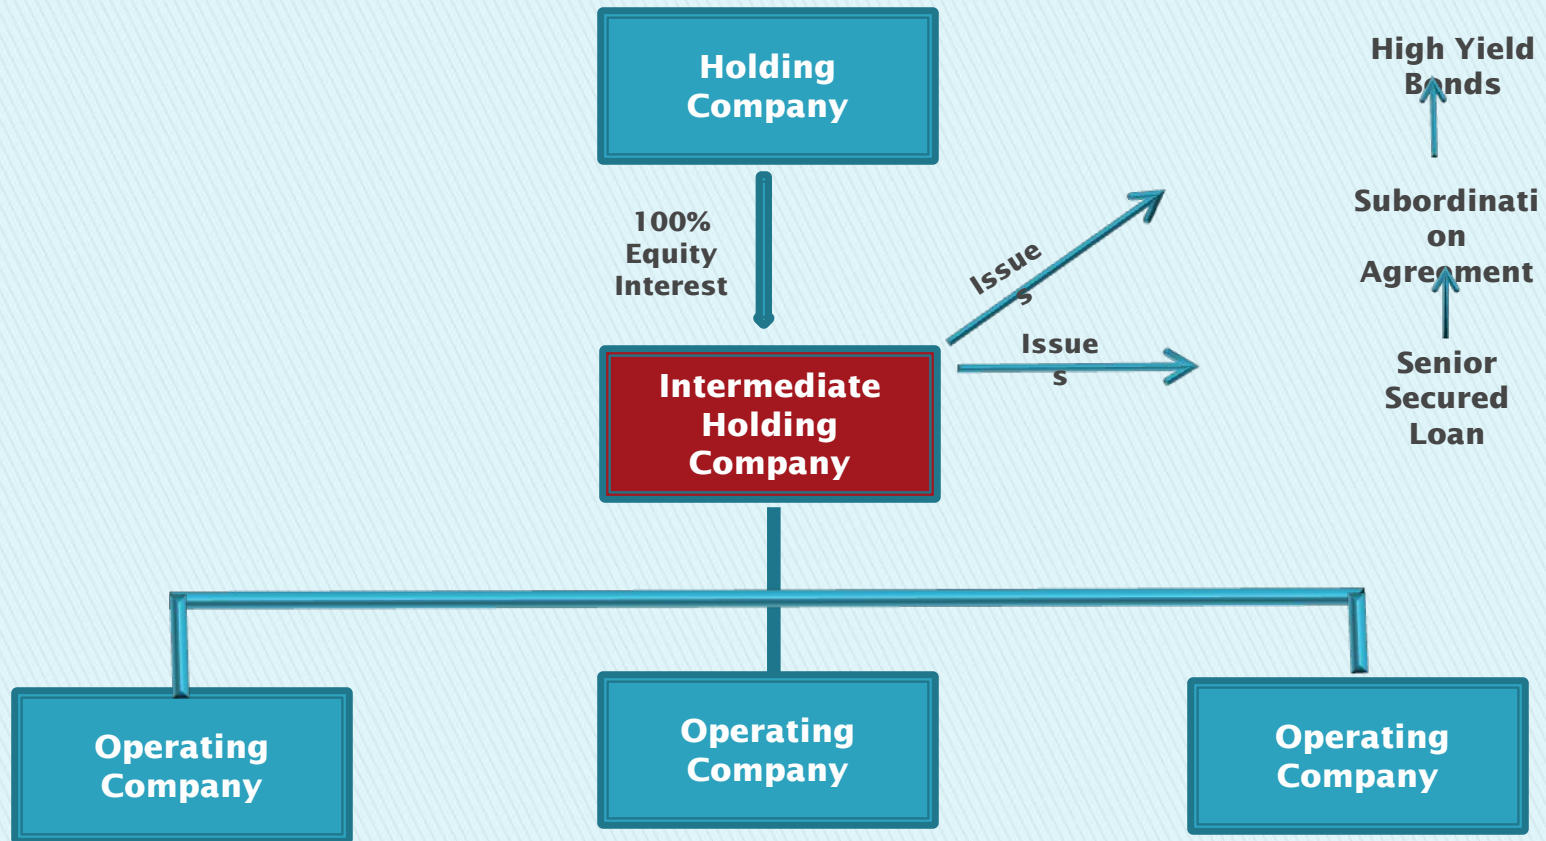 Holding
Company
High Yield
Bonds
100%
Equity
Interest
Subordinati
on
Agreement
Issue
s
Issue
s
Senior
Secured
Loan
Intermediate
Holding
Company
Operating
Company
Operating
Company
Operating
Company